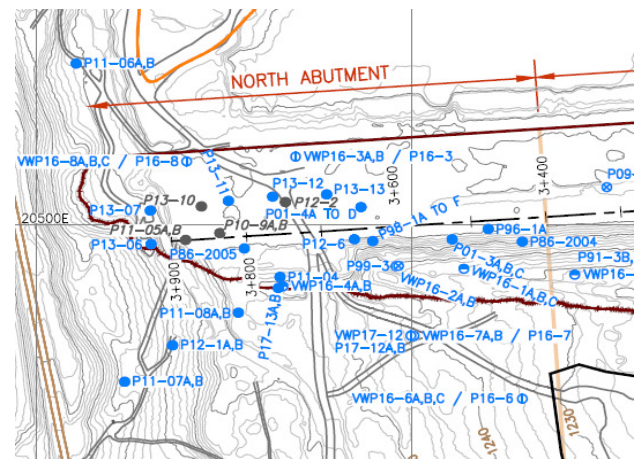 P11-06A,B
NORTH ABUTMENT
VWP16-8A,B,C / P16-8
VWP16-3A,B / P16-3
3+600
3+400
P09-
P13-11
P13-12
P13-13
P13-10
P12-2
P13-07
P01-4A TO D
20500E
P11-05A,B
P10-9A,B
P98-1A TO F
P96-1A
P13-06
P86-2005
P12-6
P01-3A,B,C
P86-2004
P99-3
P91-3B,
3+900
3+800
P11-04
VWP16-4A,B
VWP16-2A,B
VWP16-1A,B,C
VWP16-
P11-08A,B
P17-13A,B
VWP17-12
VWP16-7A,B / P16-7
P17-12A,B
P12-1A,B
P11-07A,B
VWP16-6A,B,C / P16-6
1240
1230